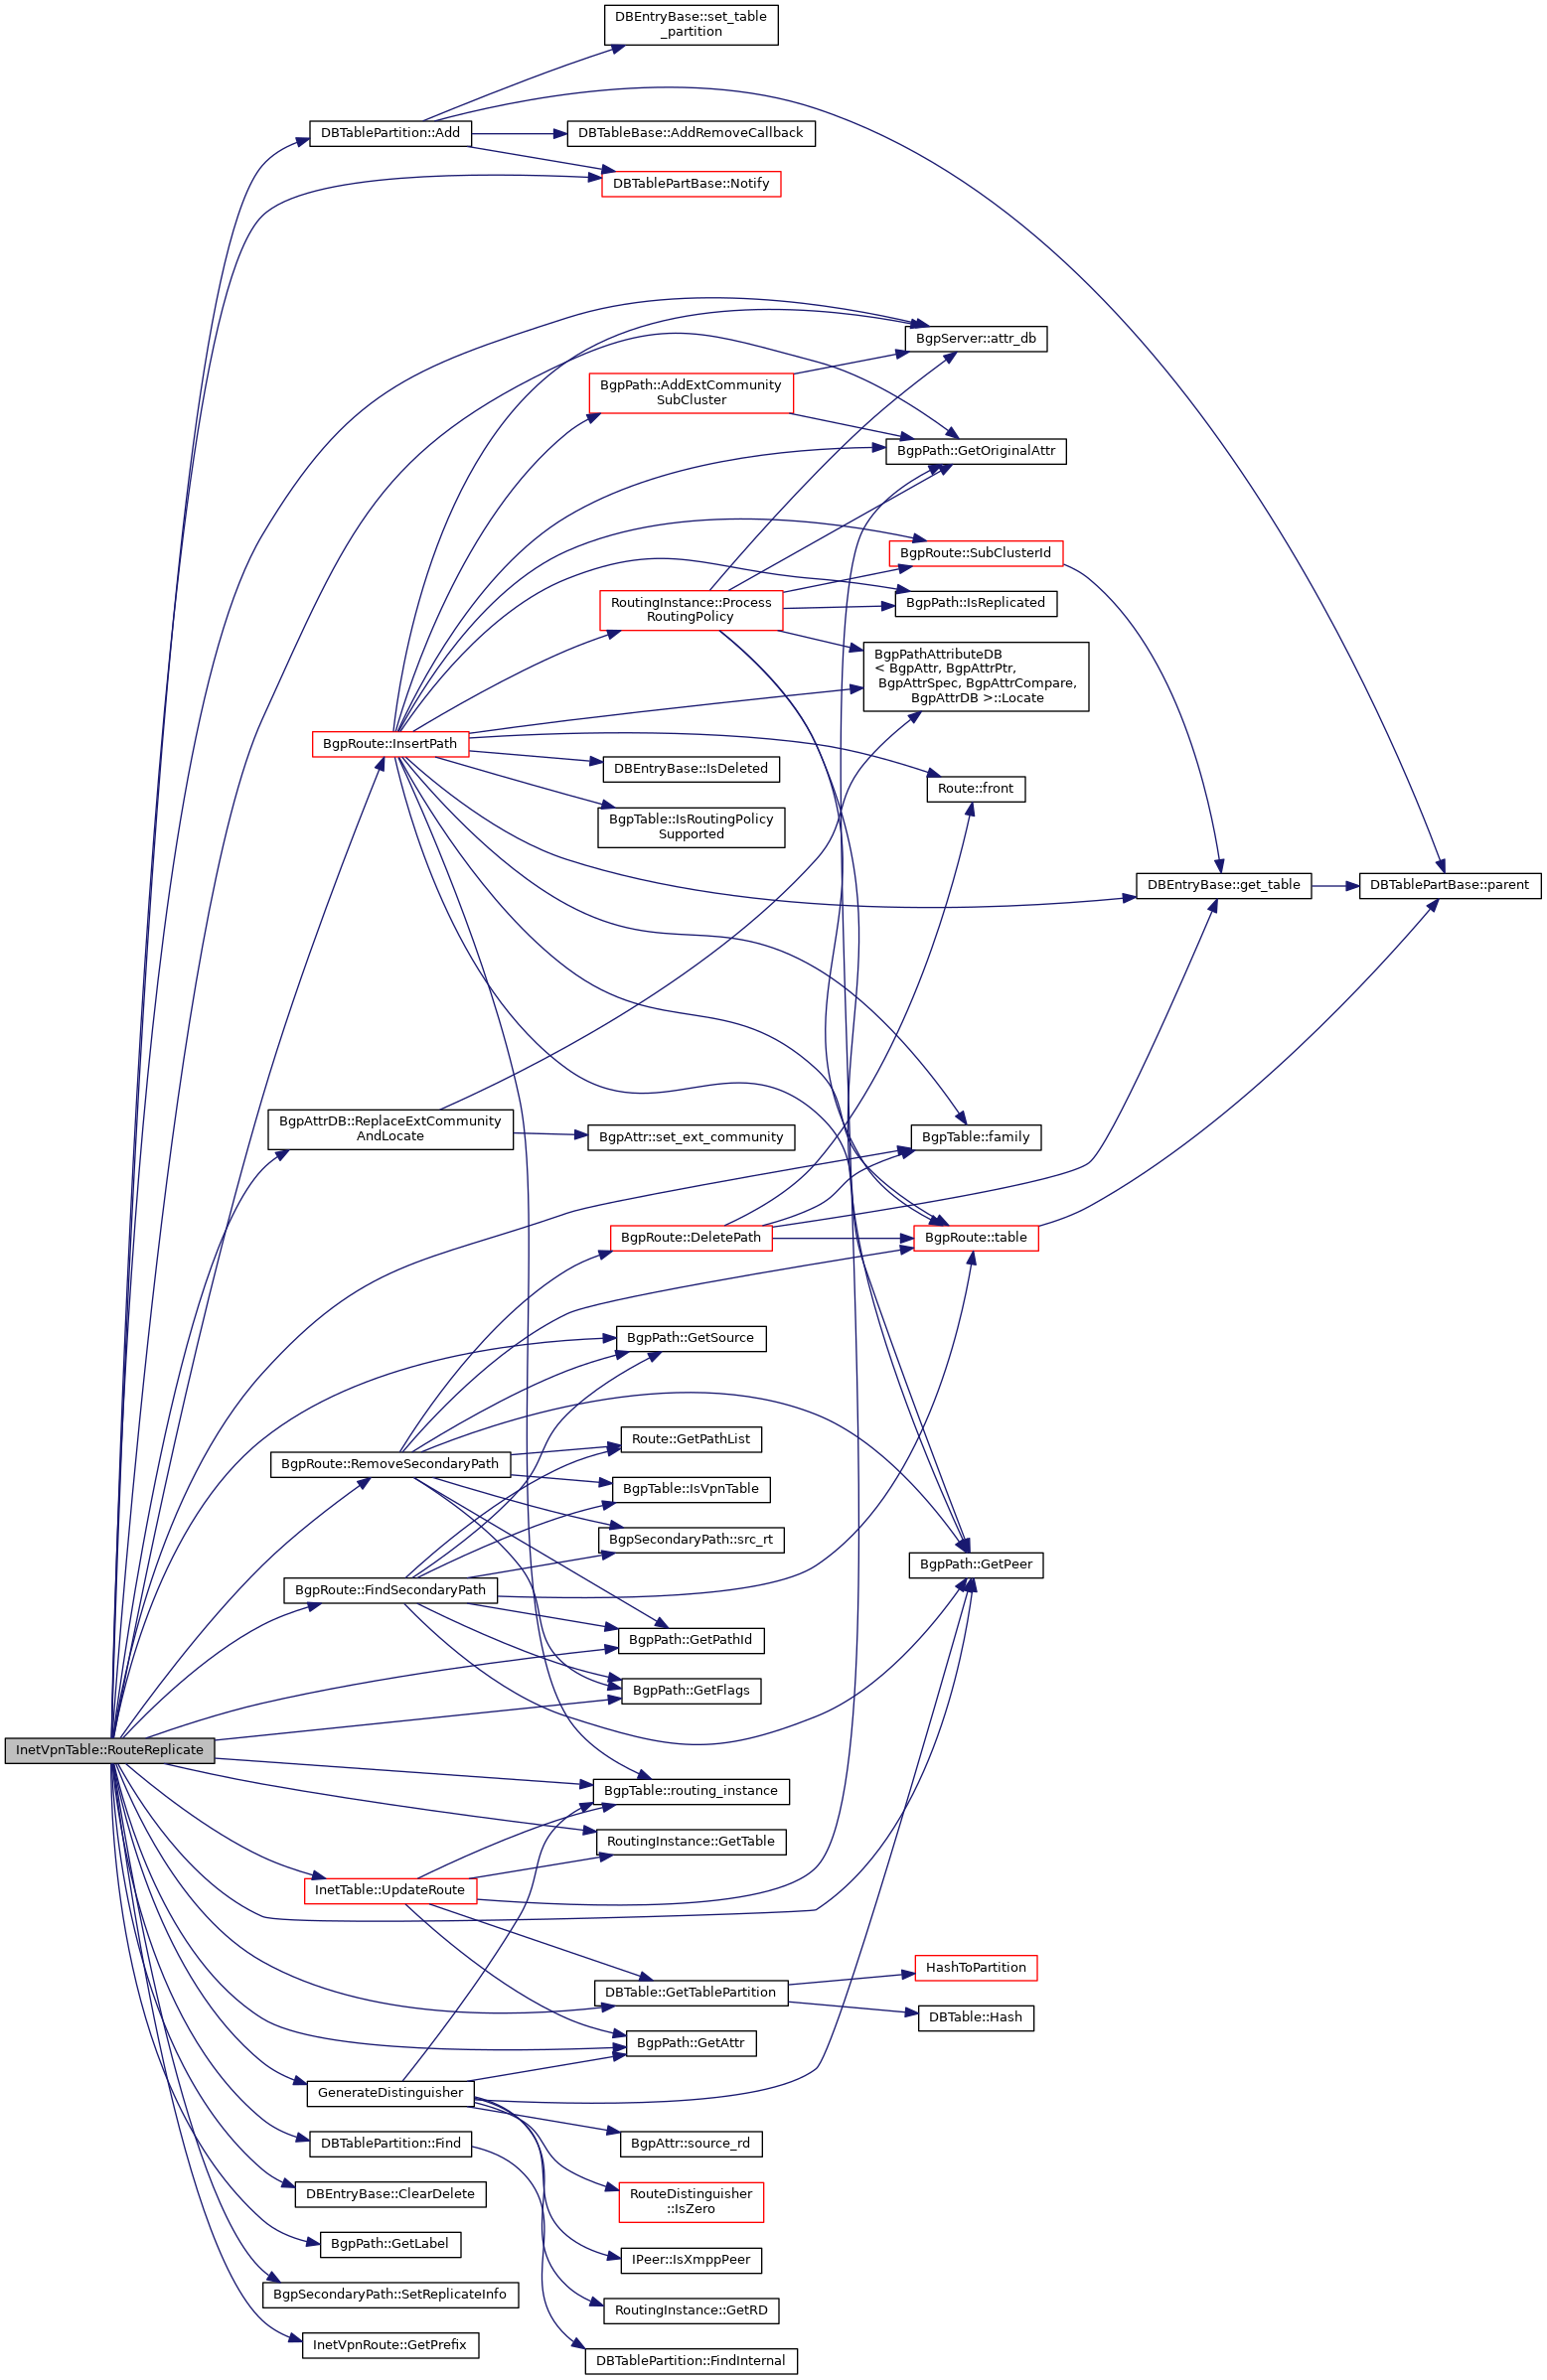 DBEntryBase::set_table
_partition
DBTablePartition::Add
DBTableBase::AddRemoveCallback
DBTablePartBase::Notify
BgpServer::attr_db
BgpPath::AddExtCommunity
SubCluster
BgpPath::GetOriginalAttr
BgpRoute::SubClusterId
RoutingInstance::Process
RoutingPolicy
BgpPath::IsReplicated
BgpPathAttributeDB
< BgpAttr, BgpAttrPtr,
BgpAttrSpec, BgpAttrCompare,
BgpAttrDB >::Locate
BgpRoute::InsertPath
DBEntryBase::IsDeleted
Route::front
BgpTable::IsRoutingPolicy
Supported
DBEntryBase::get_table
DBTablePartBase::parent
BgpAttrDB::ReplaceExtCommunity
AndLocate
BgpAttr::set_ext_community
BgpTable::family
BgpRoute::DeletePath
BgpRoute::table
BgpPath::GetSource
Route::GetPathList
BgpRoute::RemoveSecondaryPath
BgpTable::IsVpnTable
BgpSecondaryPath::src_rt
BgpPath::GetPeer
BgpRoute::FindSecondaryPath
BgpPath::GetPathId
BgpPath::GetFlags
InetVpnTable::RouteReplicate
BgpTable::routing_instance
RoutingInstance::GetTable
InetTable::UpdateRoute
HashToPartition
DBTable::GetTablePartition
DBTable::Hash
BgpPath::GetAttr
GenerateDistinguisher
BgpAttr::source_rd
DBTablePartition::Find
RouteDistinguisher
::IsZero
DBEntryBase::ClearDelete
BgpPath::GetLabel
IPeer::IsXmppPeer
BgpSecondaryPath::SetReplicateInfo
RoutingInstance::GetRD
InetVpnRoute::GetPrefix
DBTablePartition::FindInternal